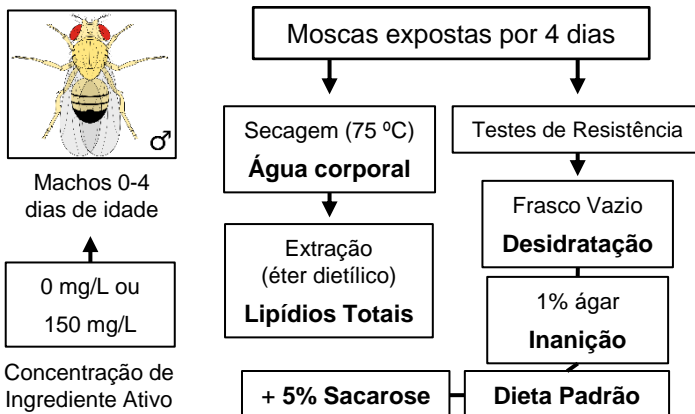 ♂
Machos 0-4
dias de idade
0 mg/L ou
150 mg/L
Concentração de
Ingrediente Ativo
Moscas expostas por 4 dias
Secagem (75 ⁰C)
Água corporal
Extração
(éter dietílico)
Lipídios Totais
Testes de Resistência
Frasco Vazio
Desidratação
1% ágar
Inanição
Dieta Padrão
+ 5% Sacarose